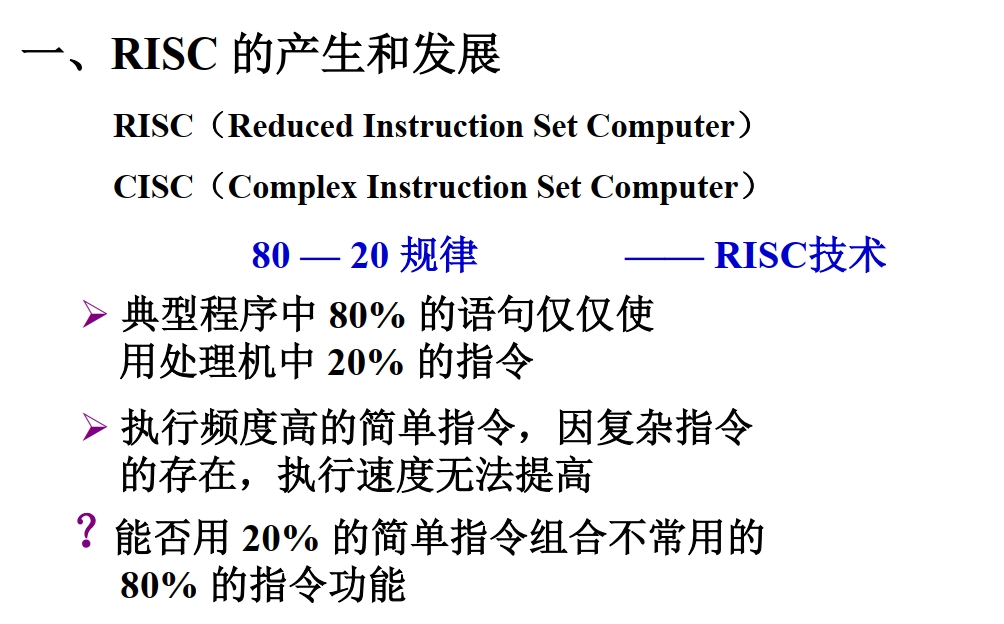 一、RISC 的产生和发展
RISC（Reduced Instruction Set Computer）
CISC（Complex Instruction Set Computer）
80 — 20 规律 —— RISC技术
典型程序中 80% 的语句仅仅使
用处理机中 20% 的指令
执行频度高的简单指令，因复杂指令
的存在，执行速度无法提高
? 能否用 20% 的简单指令组合不常用的
80% 的指令功能